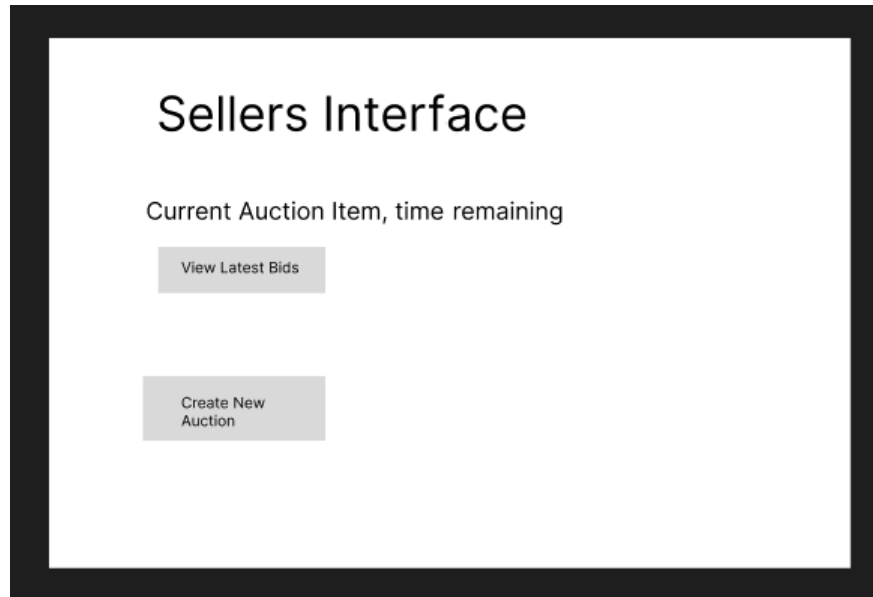 Sellers Interface
Current Auction Item, time remaining
View Latest Bids
Create New
Auction